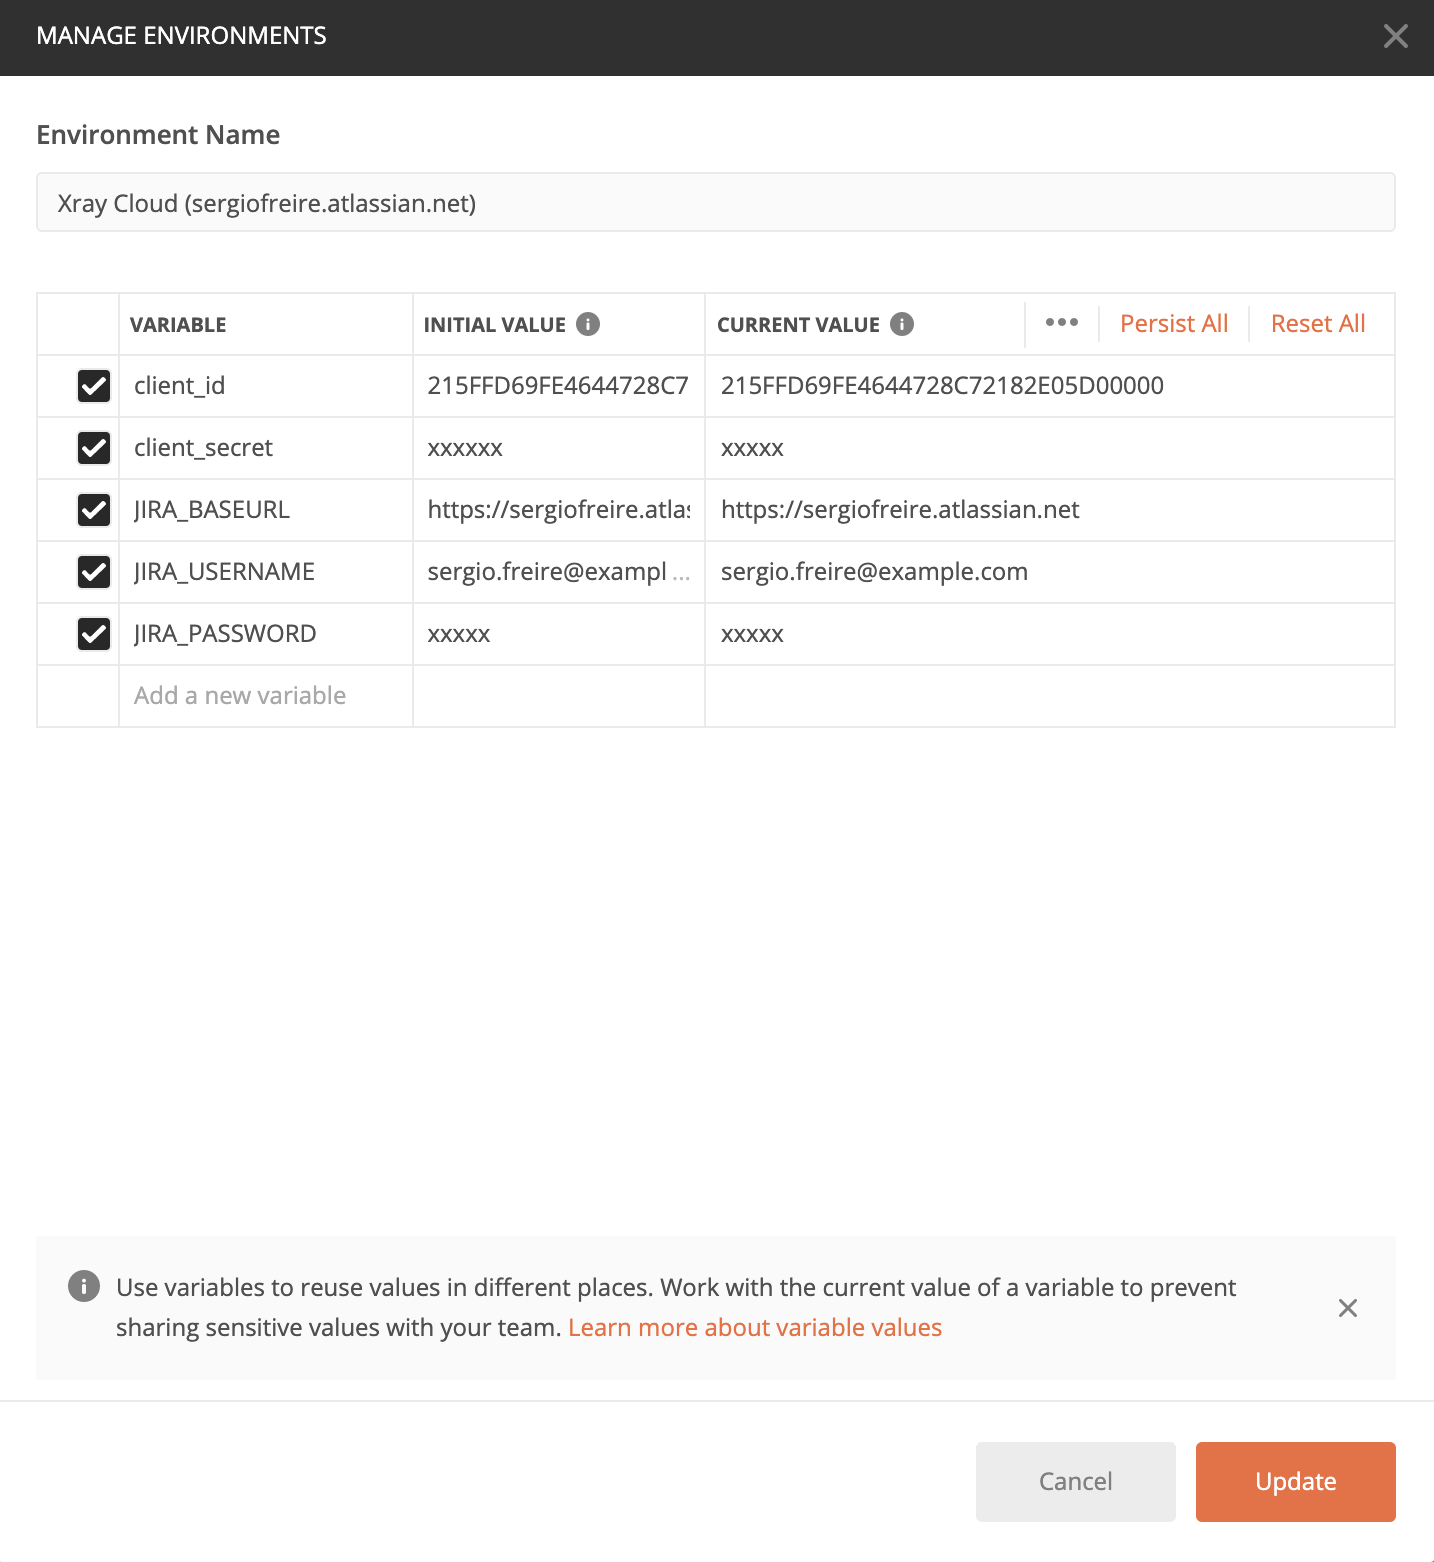 MANAGE ENVIRONMENTS
Environment Name
Xray Cloud (sergiofreire.atlassian.net)
VARIABLE INITIAL VALUE CURRENT VALUE ••• Persist All Reset All
client_id 215FFD69FE4644728C7 215FFD69FE4644728C72182E05D00000
client_secret xxxxxx xxxxx
JIRA_BASEURL https://sergiofreire.atlas https://sergiofreire.atlassian.net
JIRA_USERNAME sergio.freire@exampl ... sergio.freire@example.com
JIRA_PASSWORD xxxxx xxxxx
Add a new variable
Use variables to reuse values in different places. Work with the current value of a variable to prevent
sharing sensitive values with your team. Learn more about variable values
Cancel Update